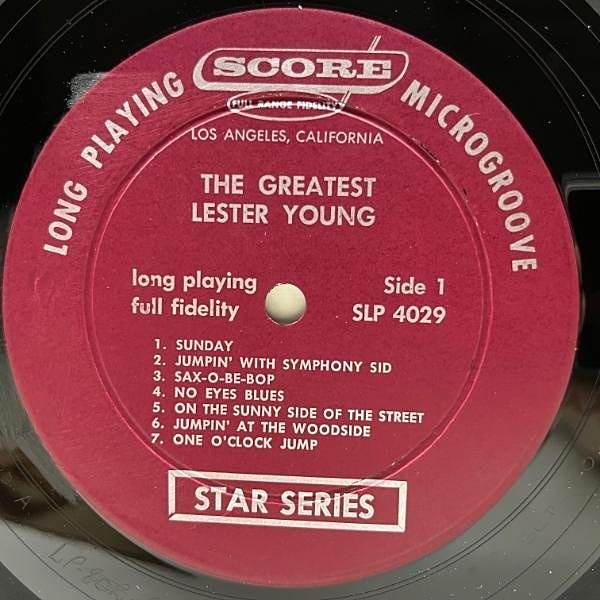 SCORE
FULL RANGE FIDELITY
LONG PLAYING MICROGROOVE
LOS ANGELES, CALIFORNIA
THE GREATEST
LESTER YOUNG
long playing Side 1
full fidelity SLP 4029
1. SUNDAY
2. JUMPIN' WITH SYMPHONY SID
3. SAX-O-BE-BOP
4. NO EYES BLUES
5. ON THE SUNNY SIDE OF THE STREET
6. JUMPIN' AT THE WOODSIDE
7. ONE O'CLOCK JUMP
STAR SERIES